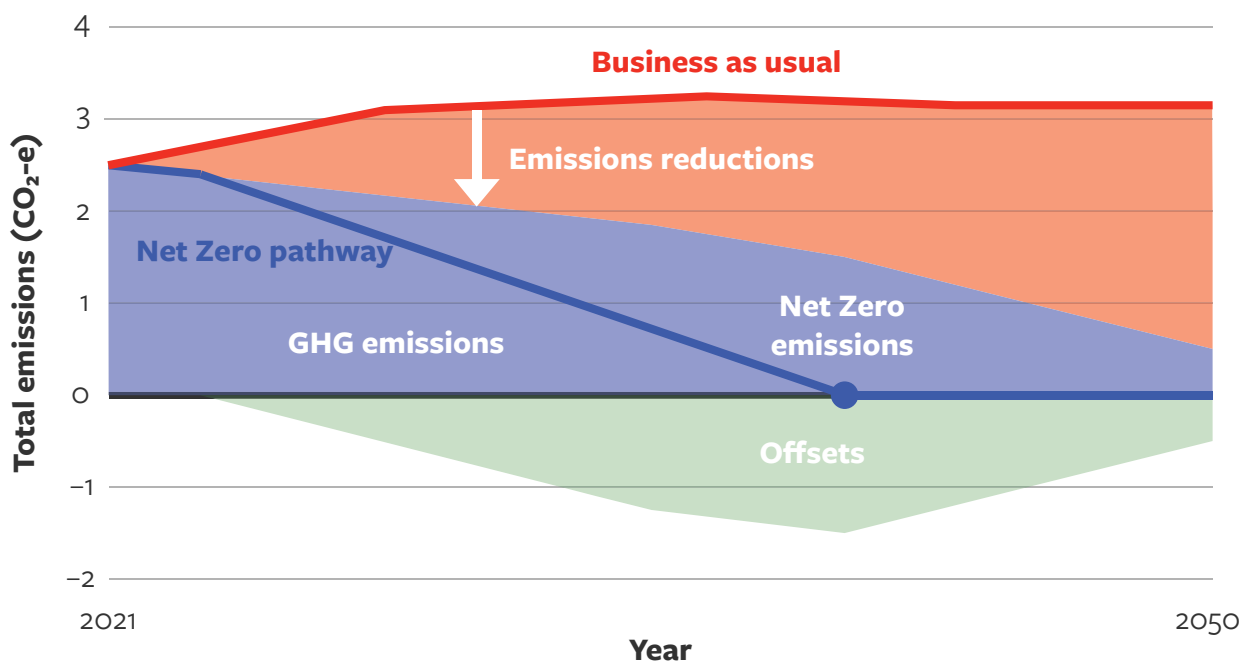 4
Business as usual
3
Emissions reductions
2
Net Zero pathway
1
Net Zero
emissions
GHG emissions
0
Offsets
–1
–2
Total emissions (CO₂-e)
2021
2050
Year